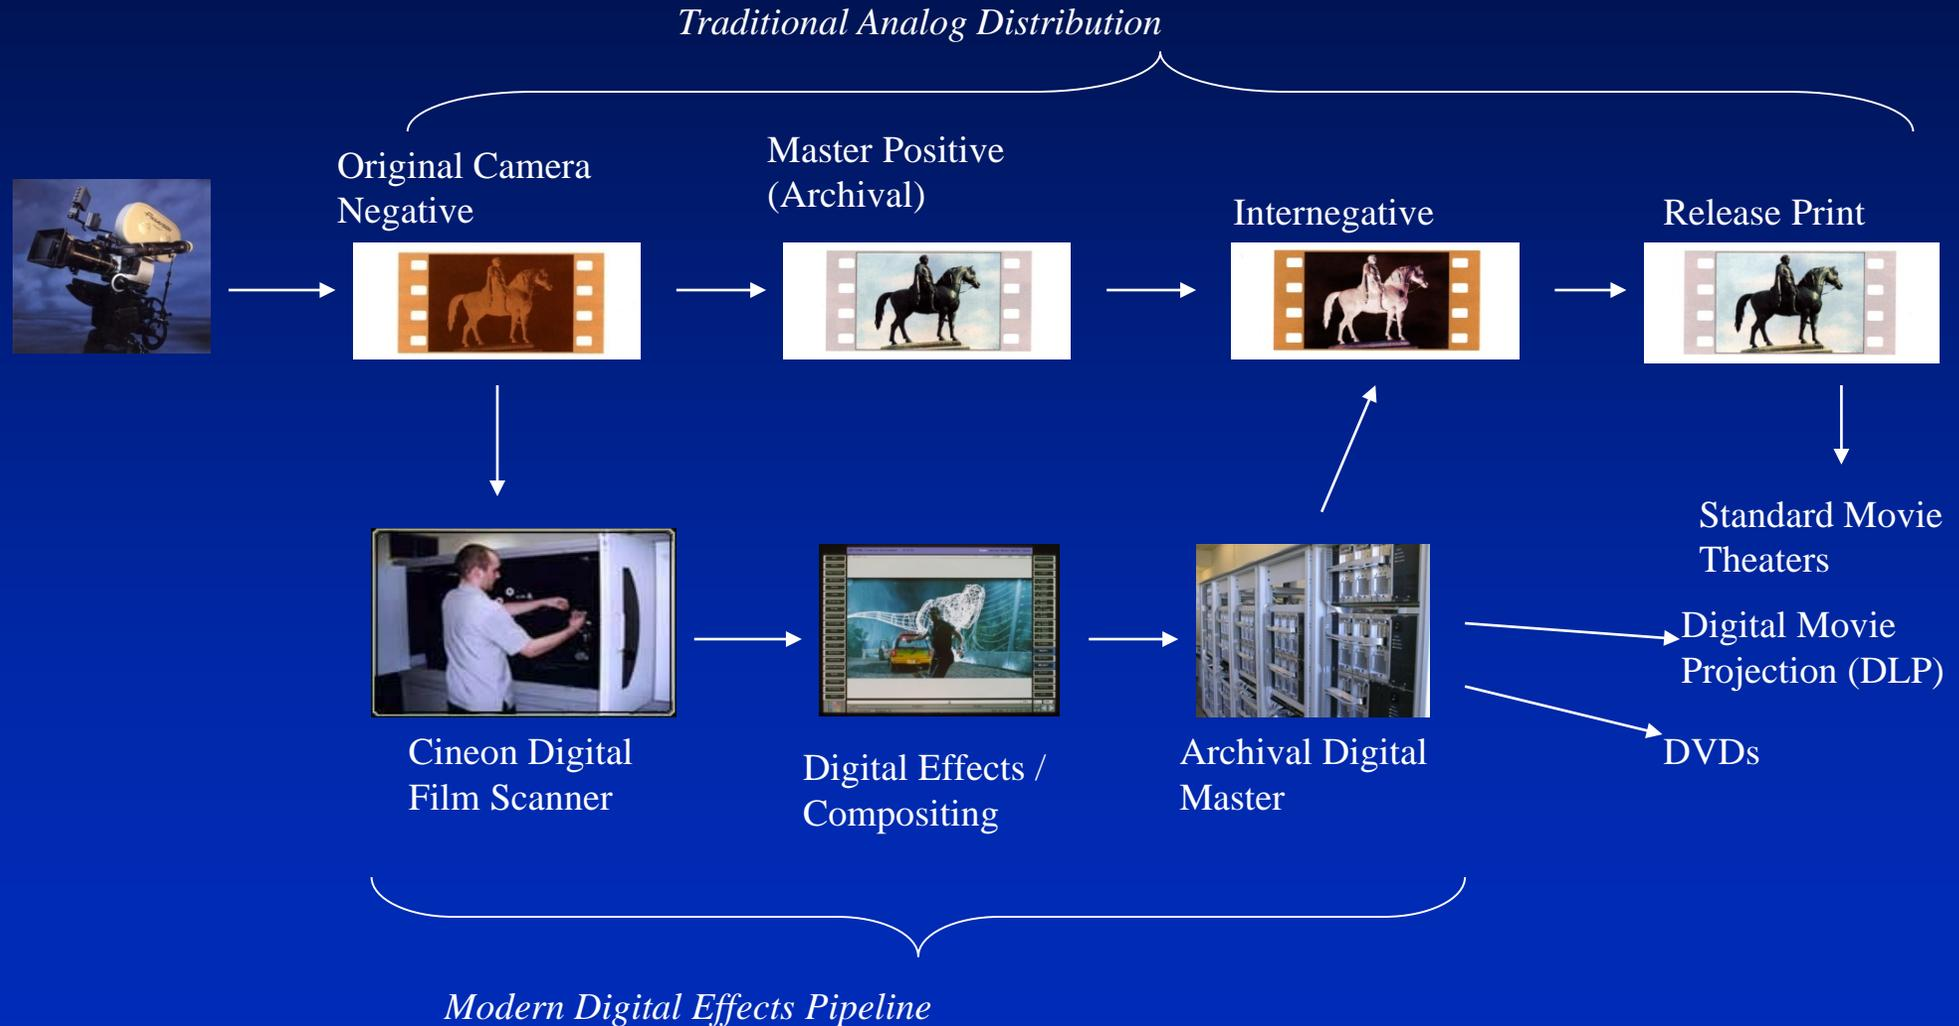 Traditional Analog Distribution
Original Camera
Negative
Master Positive
(Archival)
Internegative
Release Print
Standard Movie
Theaters
Digital Movie
Projection (DLP)
DVDs
Cineon Digital
Film Scanner
Digital Effects /
Compositing
Archival Digital
Master
Modern Digital Effects Pipeline